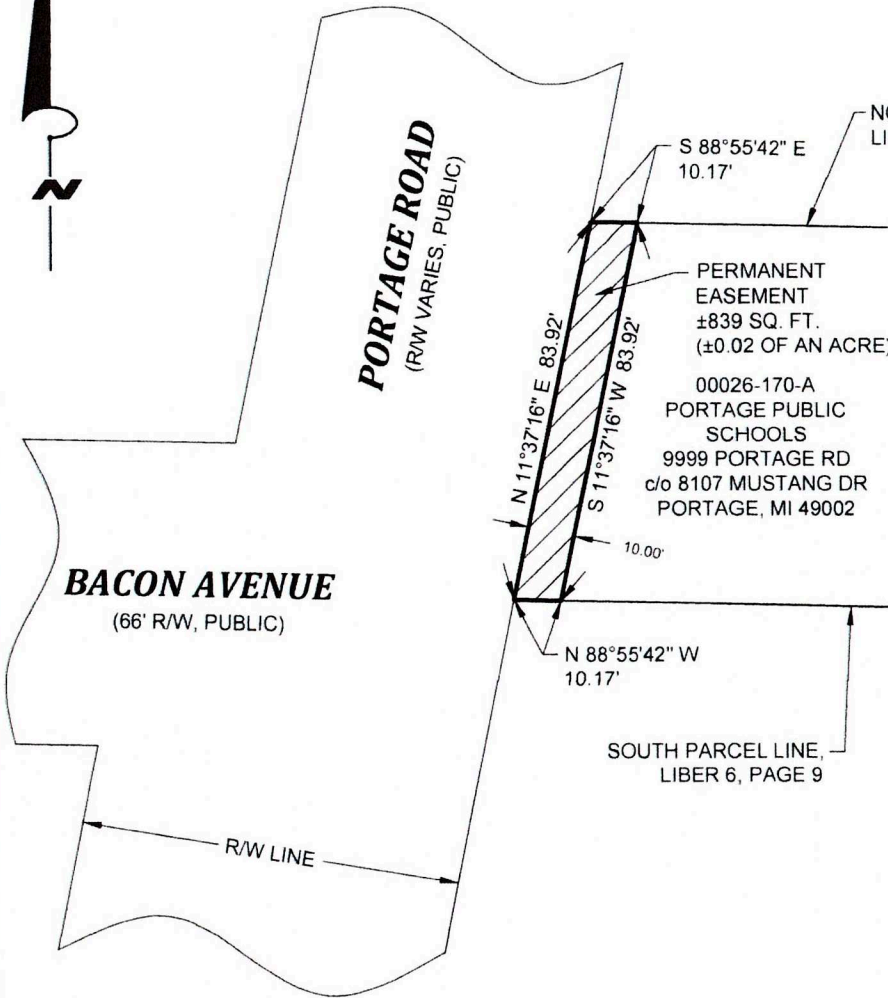 N
PORTAGE ROAD
(R/W VARIES, PUBLIC)
S 88°55'42" E
10.17'
PERMANENT
EASEMENT
±839 SQ. FT.
(±0.02 OF AN ACRE)
00026-170-A
PORTAGE PUBLIC
SCHOOLS
9999 PORTAGE RD
c/o 8107 MUSTANG DR
PORTAGE, MI 49002
N 11°37'16" E 83.92'
S 11°37'16" W 83.92'
10.00'
BACON AVENUE
(66' R/W, PUBLIC)
N 88°55'42" W
10.17'
SOUTH PARCEL LINE,
LIBER 6, PAGE 9
R/W LINE